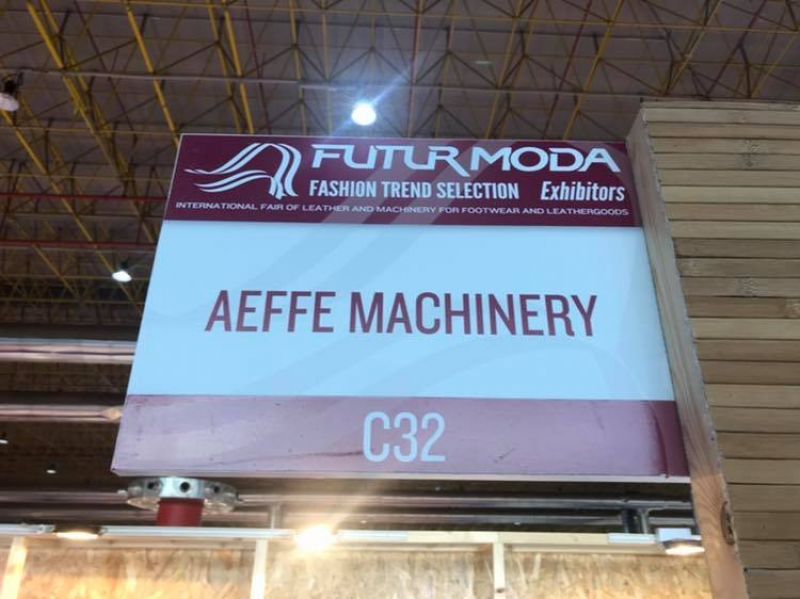 FUTURMODA
FASHION TREND SELECTION Exhibitors
INTERNATIONAL FAIR OF LEATHER AND MACHINERY FOR FOOTWEAR AND LEATHERGOODS
AEFFE MACHINERY
C32